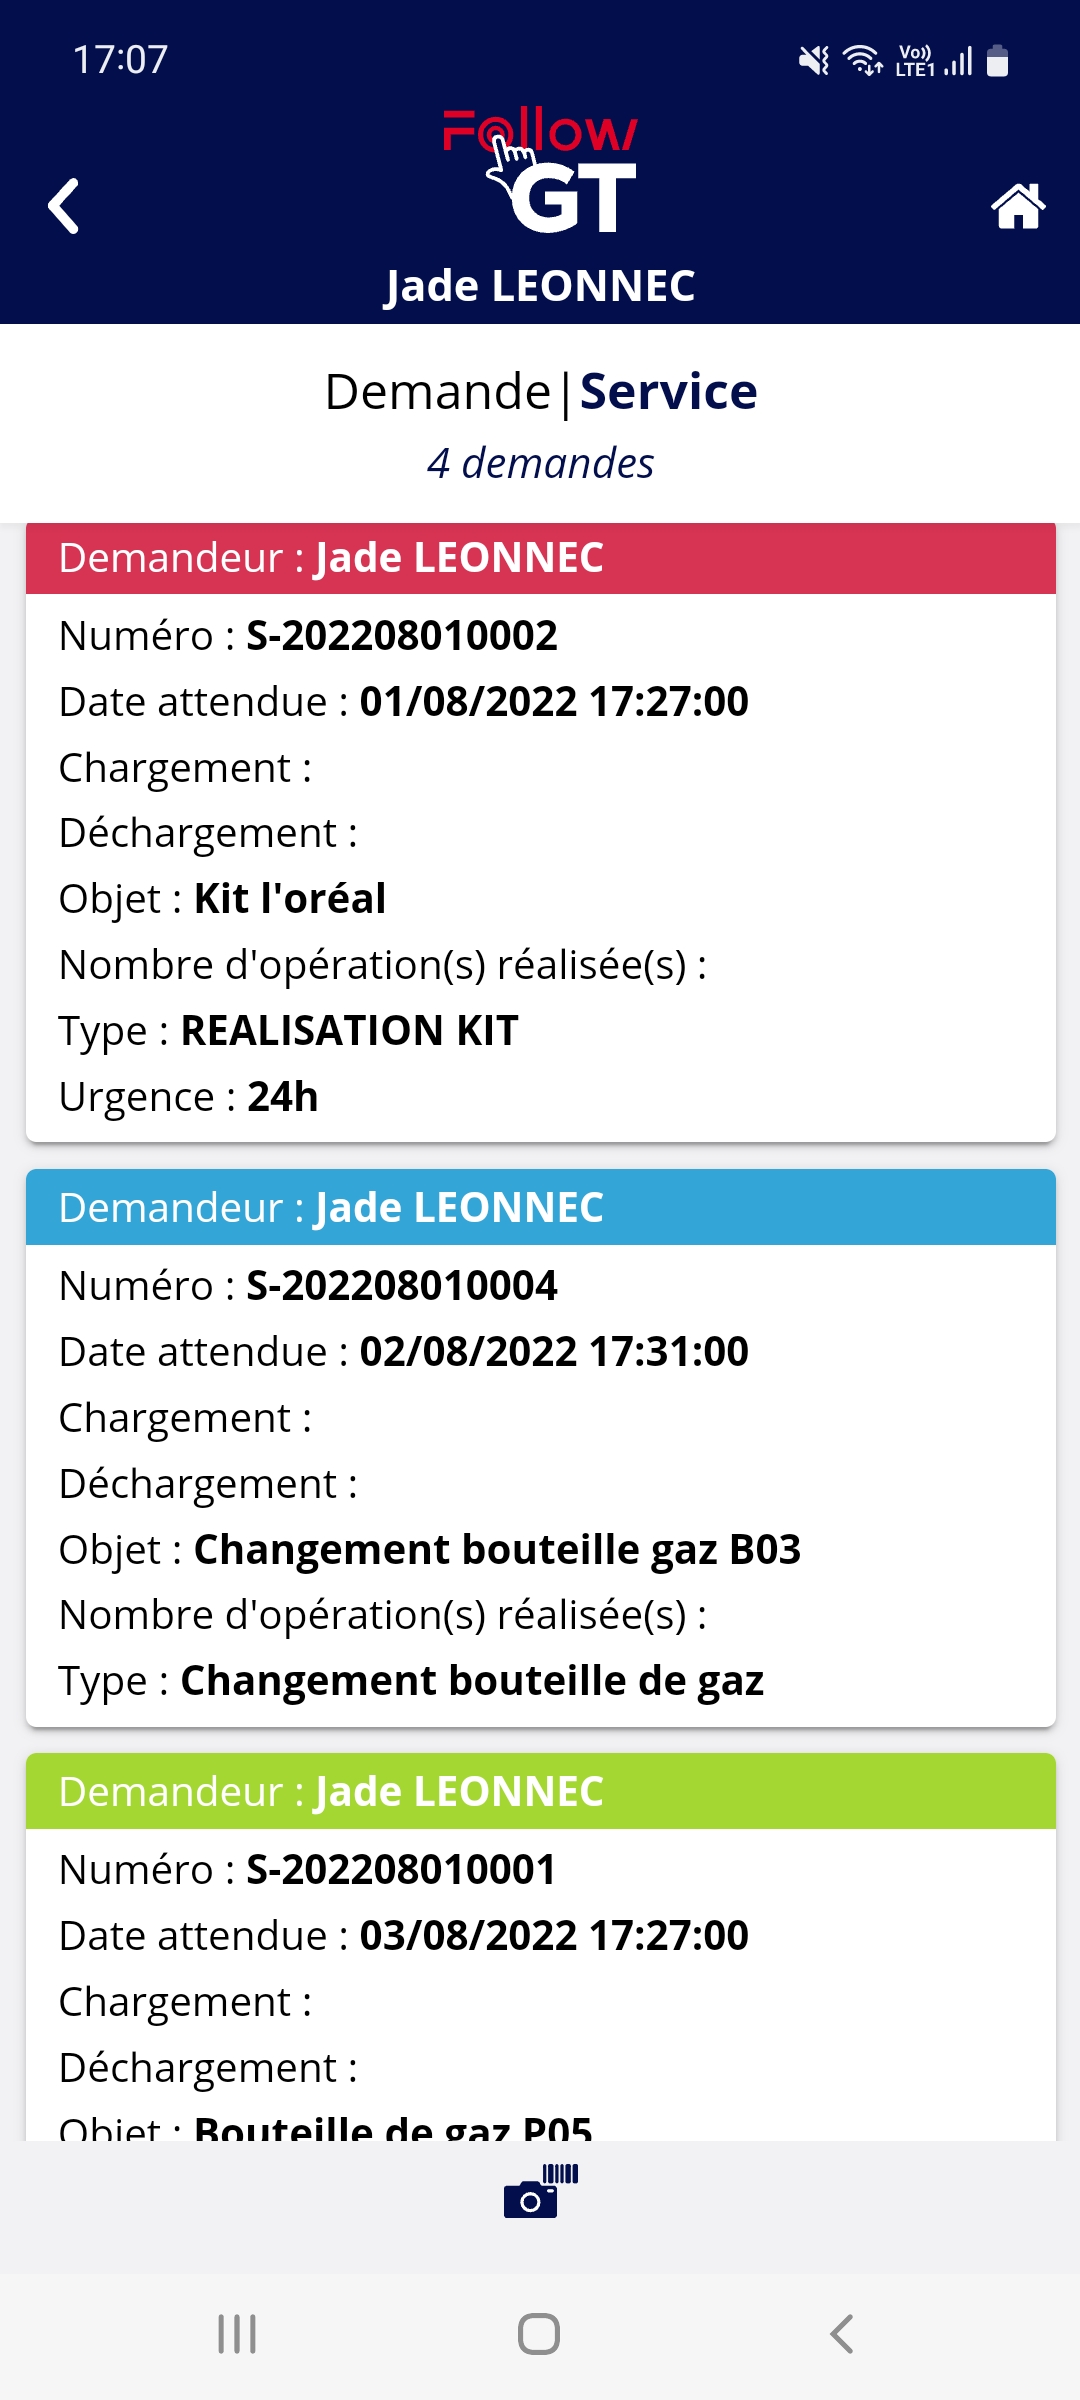 17:07
Vo))
LTE1
Follow
GT
Jade LEONNEC
Demande|Service
4 demandes
Demandeur : Jade LEONNEC
Numéro : S-202208010002
Date attendue : 01/08/2022 17:27:00
Chargement :
Déchargement :
Objet : Kit l'oréal
Nombre d'opération(s) réalisée(s) :
Type : REALISATION KIT
Urgence : 24h
Demandeur : Jade LEONNEC
Numéro : S-202208010004
Date attendue : 02/08/2022 17:31:00
Chargement :
Déchargement :
Objet : Changement bouteille gaz B03
Nombre d'opération(s) réalisée(s) :
Type : Changement bouteille de gaz
Demandeur : Jade LEONNEC
Numéro : S-202208010001
Date attendue : 03/08/2022 17:27:00
Chargement :
Déchargement :
Objet : Bouteille de gaz P05